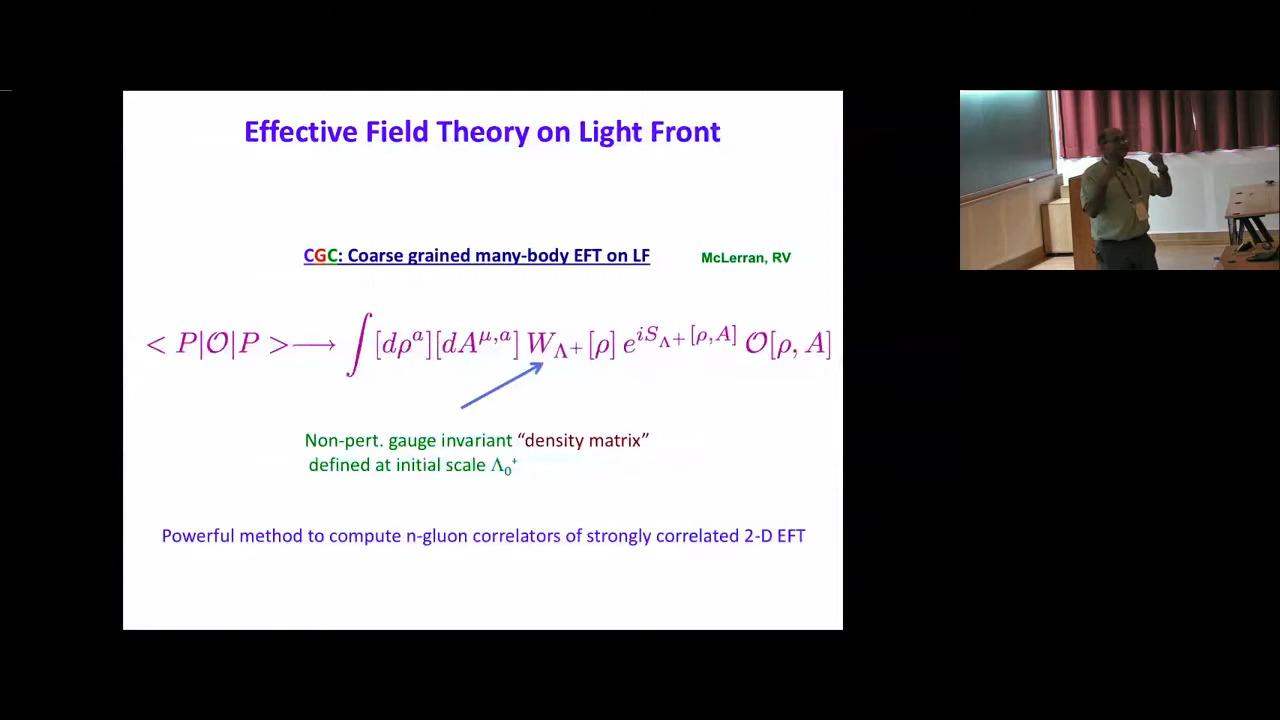 Effective Field Theory on Light Front
CGC: Coarse grained many-body EFT on LF McLerran, RV
< P|𝒪|P > ⟶ ∫ [dρ^a][dA^{μ,a}] W_{Λ^+}[ρ] e^{iS_{Λ^+}[ρ,A]} 𝒪[ρ, A]
Non-pert. gauge invariant “density matrix”
defined at initial scale Λ₀⁺
Powerful method to compute n-gluon correlators of strongly correlated 2-D EFT